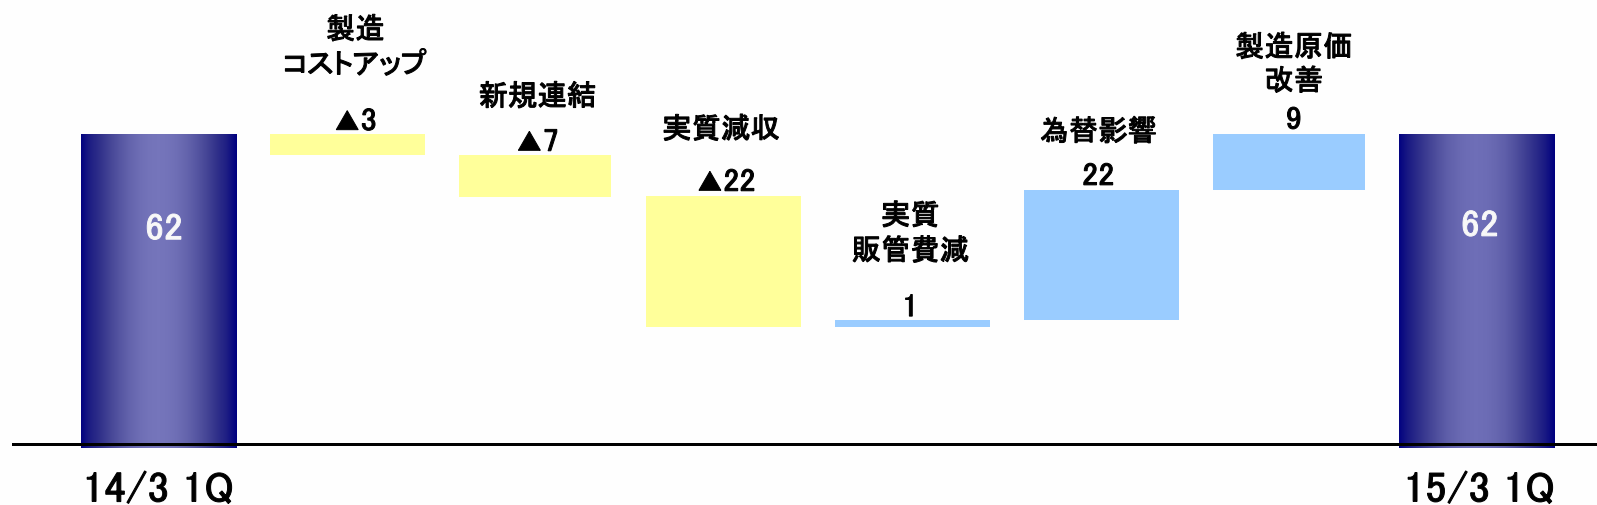 製造
コストアップ
▲3
新規連結
▲7
実質減収
▲22
実質
販管費減
1
為替影響
22
製造原価
改善
9
62
62
14/3 1Q
15/3 1Q